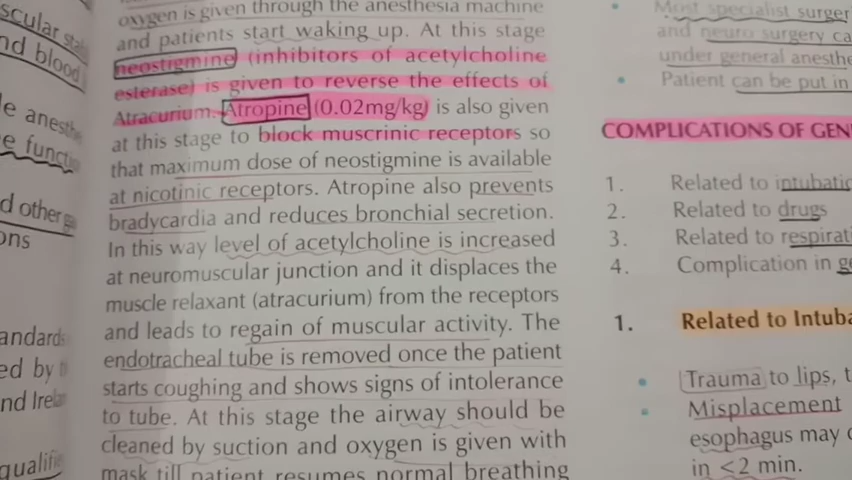 oxygen is given through the anesthesia machine
and patients start waking up. At this stage
neostigmine (inhibitors of acetylcholine
esterase) is given to reverse the effects of
Atracurium. Atropine (0.02mg/kg) is also given
at this stage to block muscrinic receptors so
that maximum dose of neostigmine is available
at nicotinic receptors. Atropine also prevents
bradycardia and reduces bronchial secretion.
In this way level of acetylcholine is increased
at neuromuscular junction and it displaces the
muscle relaxant (atracurium) from the receptors
and leads to regain of muscular activity. The
endotracheal tube is removed once the patient
starts coughing and shows signs of intolerance
to tube. At this stage the airway should be
cleaned by suction and oxygen is given with
mask till patient resumes normal breathing
• Most specialist surger
and neuro surgery ca
under general anesthe
• Patient can be put in
COMPLICATIONS OF GEN
1. Related to intubatio
2. Related to drugs
3. Related to respirati
4. Complication in ge
1. Related to Intuba
• Trauma to lips, t
• Misplacement
esophagus may c
in <2 min.